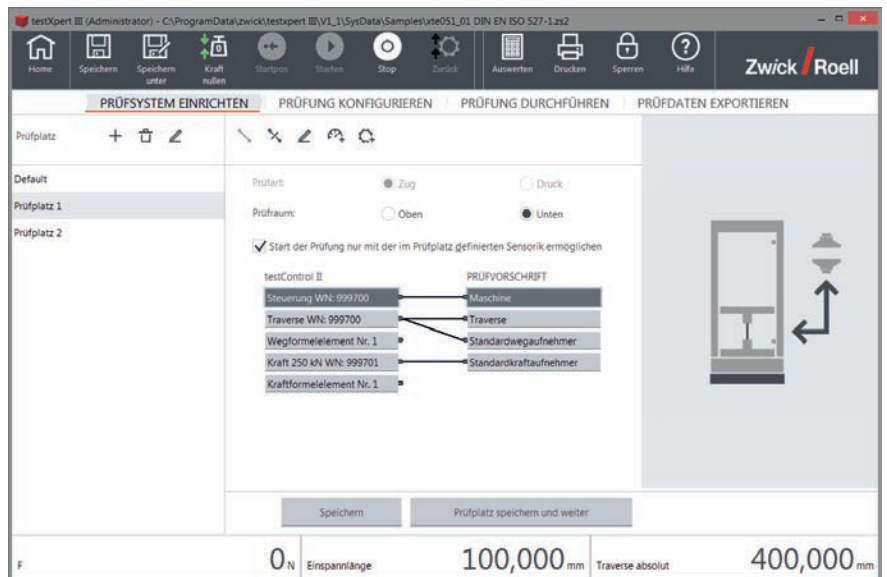 testXpert III (Administrator) - C:\ProgramData\zwick\testxpert III\V1_1\SysData\Samples\xte051_01 DIN EN ISO 527-1.zs2
Home
Speichern
Speichern unter
Kraft nullen
Startpos
Starten
Stop
Zurück
Auswerten
Drucken
Sperren
Hilfe
Zwick / Roell
PRÜFSYSTEM EINRICHTEN
PRÜFUNG KONFIGURIEREN
PRÜFUNG DURCHFÜHREN
PRÜFDATEN EXPORTIEREN
Prüfplatz
Default
Prüfplatz 1
Prüfplatz 2
Prüfart: Zug Druck
Prüfraum: Oben Unten
Start der Prüfung nur mit der im Prüfplatz definierten Sensorik ermöglichen
testControl II PRÜFVORSCHRIFT
Steuerung WN: 999700 Maschine
Traverse WN: 999700 Traverse
Wegformelelement Nr. 1 Standardwegaufnehmer
Kraft 250 kN WN: 999701 Standardkraftaufnehmer
Kraftformelelement Nr. 1
Speichern
Prüfplatz speichern und weiter
F 0 N
Einspannlänge 100,000 mm
Traverse absolut 400,000 mm